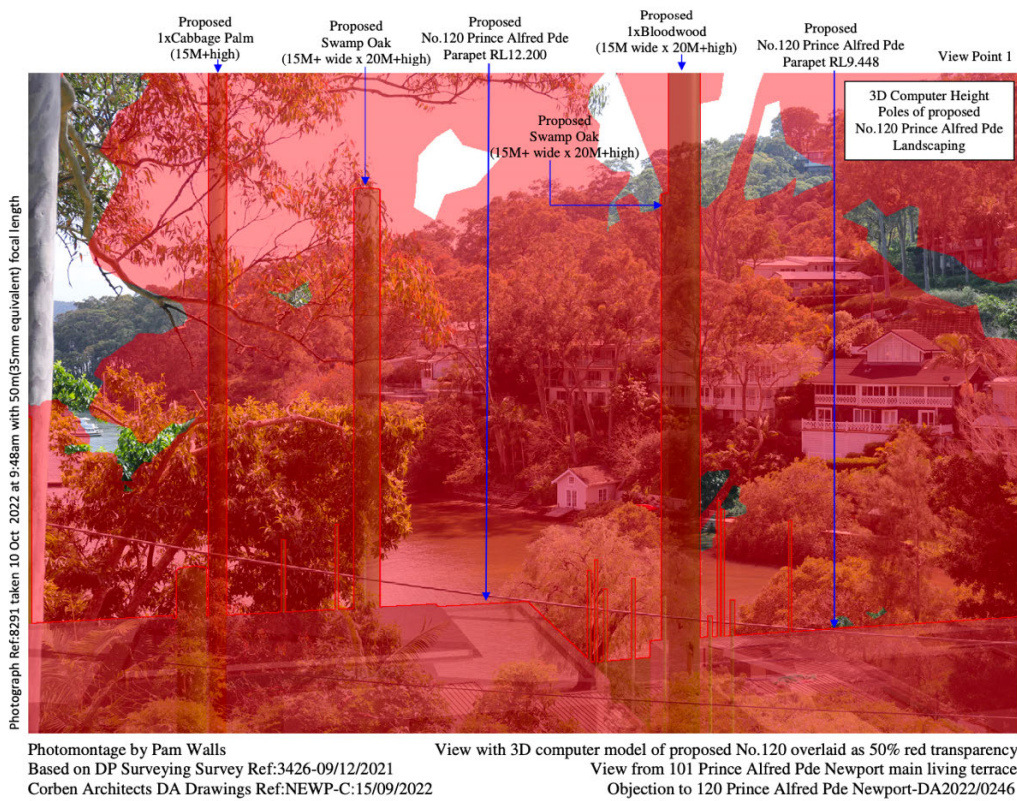 Proposed
1xCabbage Palm
(15M+high)
Proposed
Swamp Oak
(15M+ wide x 20M+high)
Proposed
No.120 Prince Alfred Pde
Parapet RL12.200
Proposed
1xBloodwood
(15M wide x 20M+high)
Proposed
No.120 Prince Alfred Pde
Parapet RL9.448
View Point 1
3D Computer Height
Poles of proposed
No.120 Prince Alfred Pde
Landscaping
Proposed
Swamp Oak
(15M+ wide x 20M+high)
Photograph Ref:8291 taken 10 Oct 2022 at 9:48am with 50m(35mm equivalent) focal length
Photomontage by Pam Walls
Based on DP Surveying Survey Ref:3426-09/12/2021
Corben Architects DA Drawings Ref:NEWP-C:15/09/2022
View with 3D computer model of proposed No.120 overlaid as 50% red transparency
View from 101 Prince Alfred Pde Newport main living terrace
Objection to 120 Prince Alfred Pde Newport-DA2022/0246